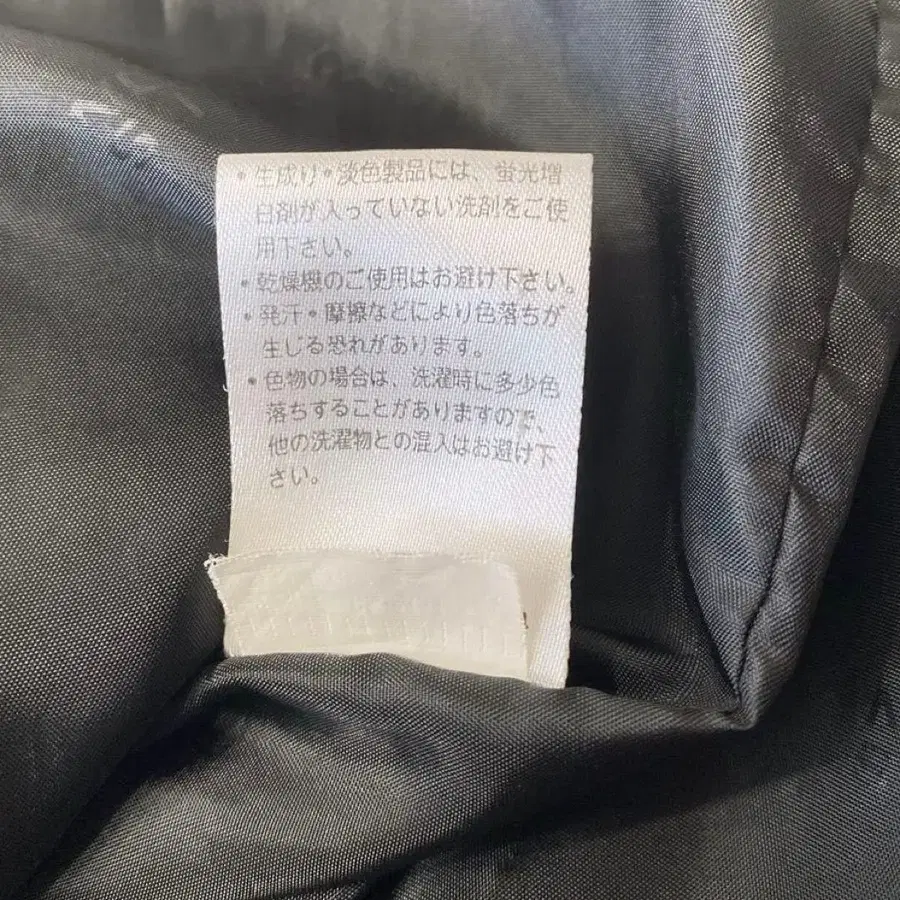 ・生成り・淡色製品には、蛍光増
白剤が入っていない洗剤をご使
用下さい。
・乾燥機のご使用はお避け下さい。
・発汗・摩擦などにより色落ちが
生じる恐れがあります。
・色物の場合は、洗濯時に多少色
落ちすることがありますので、
他の洗濯物との混入はお避け下
さい。